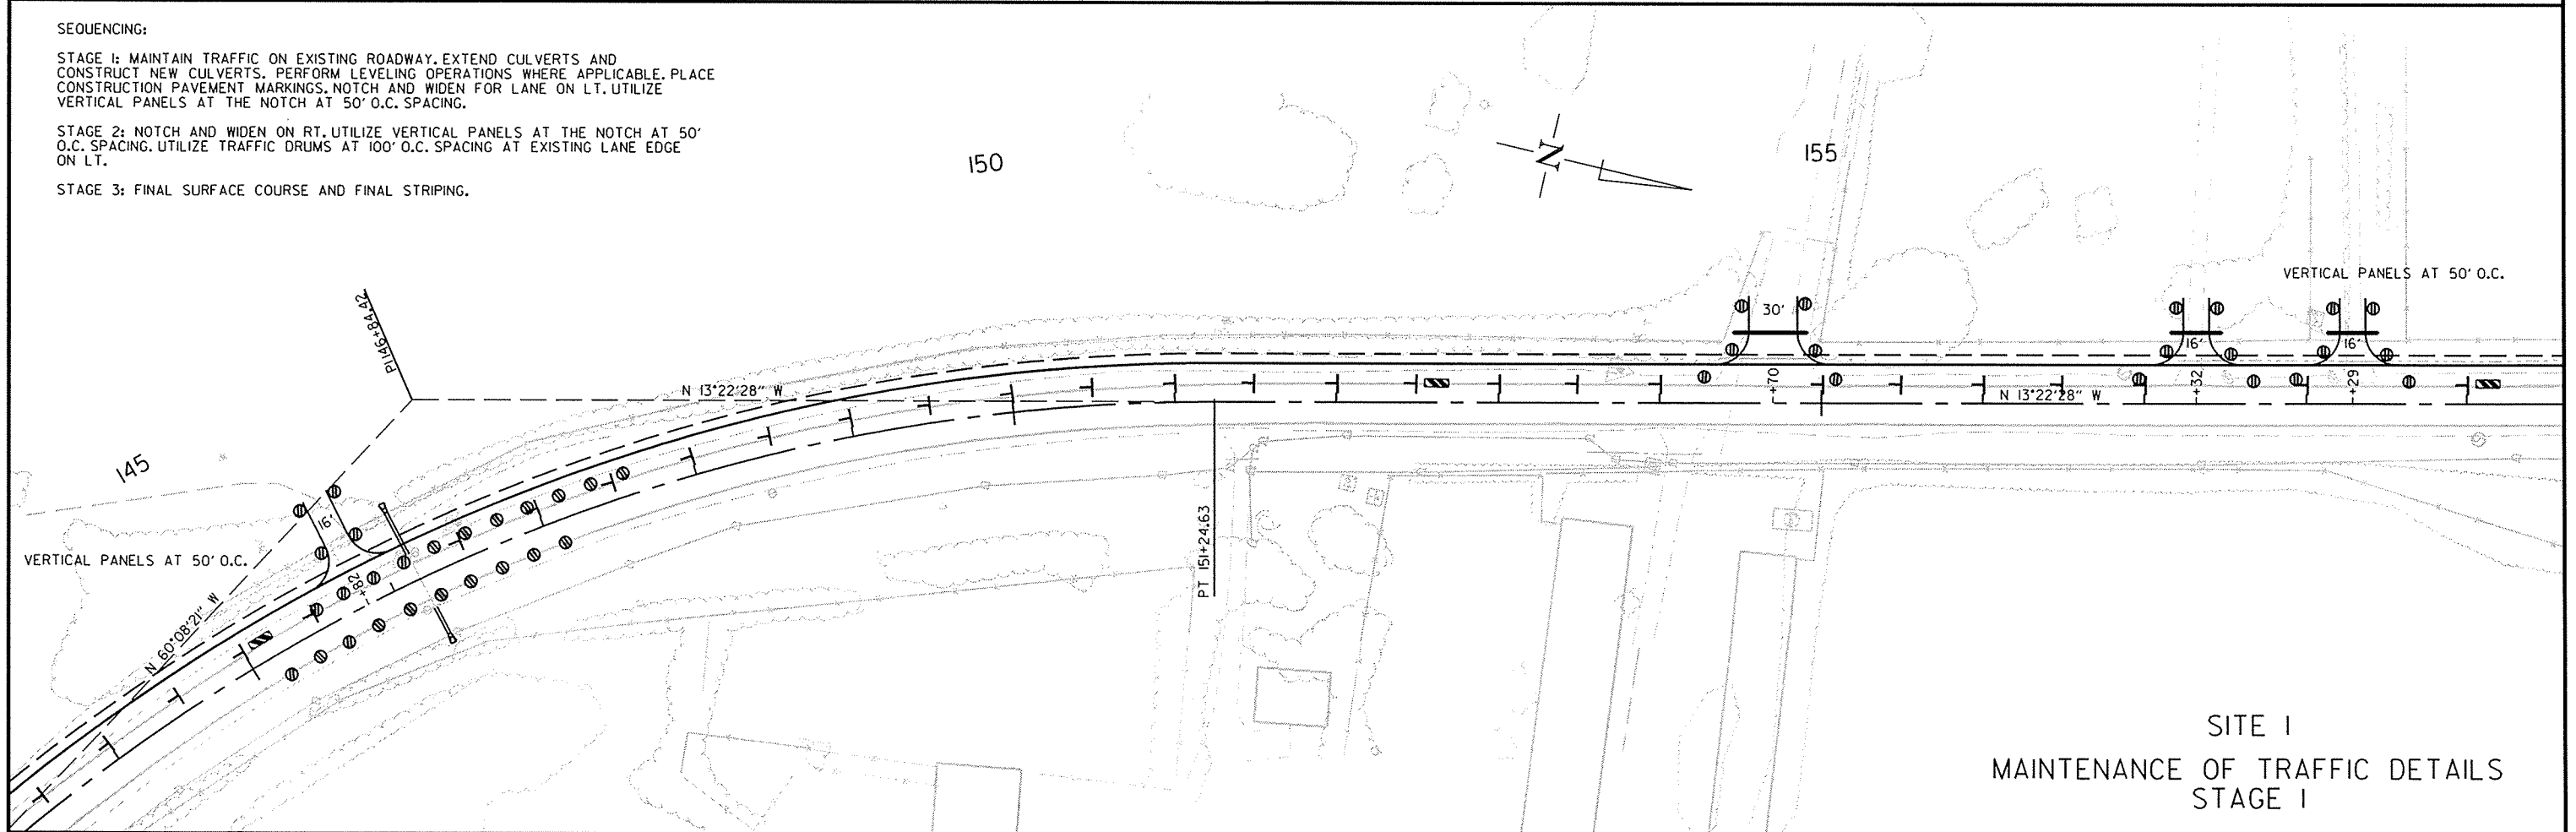 SEQUENCING:
STAGE 1: MAINTAIN TRAFFIC ON EXISTING ROADWAY. EXTEND CULVERTS AND
CONSTRUCT NEW CULVERTS. PERFORM LEVELING OPERATIONS WHERE APPLICABLE. PLACE
CONSTRUCTION PAVEMENT MARKINGS. NOTCH AND WIDEN FOR LANE ON LT. UTILIZE
VERTICAL PANELS AT THE NOTCH AT 50' O.C. SPACING.
STAGE 2: NOTCH AND WIDEN ON RT. UTILIZE VERTICAL PANELS AT THE NOTCH AT 50'
O.C. SPACING. UTILIZE TRAFFIC DRUMS AT 100' O.C. SPACING AT EXISTING LANE EDGE
ON LT.
STAGE 3: FINAL SURFACE COURSE AND FINAL STRIPING.
150
N
155
VERTICAL PANELS AT 50' O.C.
PI 146+84.42
30'
16'
16'
N 13°22'28" W
+70
N 13°22'28" W
+32
+29
145
16'
VERTICAL PANELS AT 50' O.C.
+82
N 60°08'21" W
PT 151+24.63
SITE 1
MAINTENANCE OF TRAFFIC DETAILS
STAGE 1